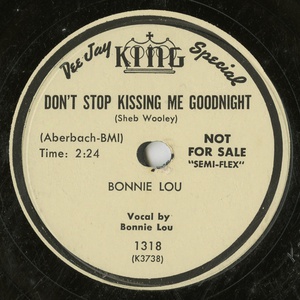 Dee Jay KING Special
DON'T STOP KISSING ME GOODNIGHT
(Sheb Wooley)
(Aberbach-BMI)
Time: 2:24
NOT
FOR SALE
"SEMI-FLEX"
BONNIE LOU
Vocal by
Bonnie Lou
1318
(K3738)